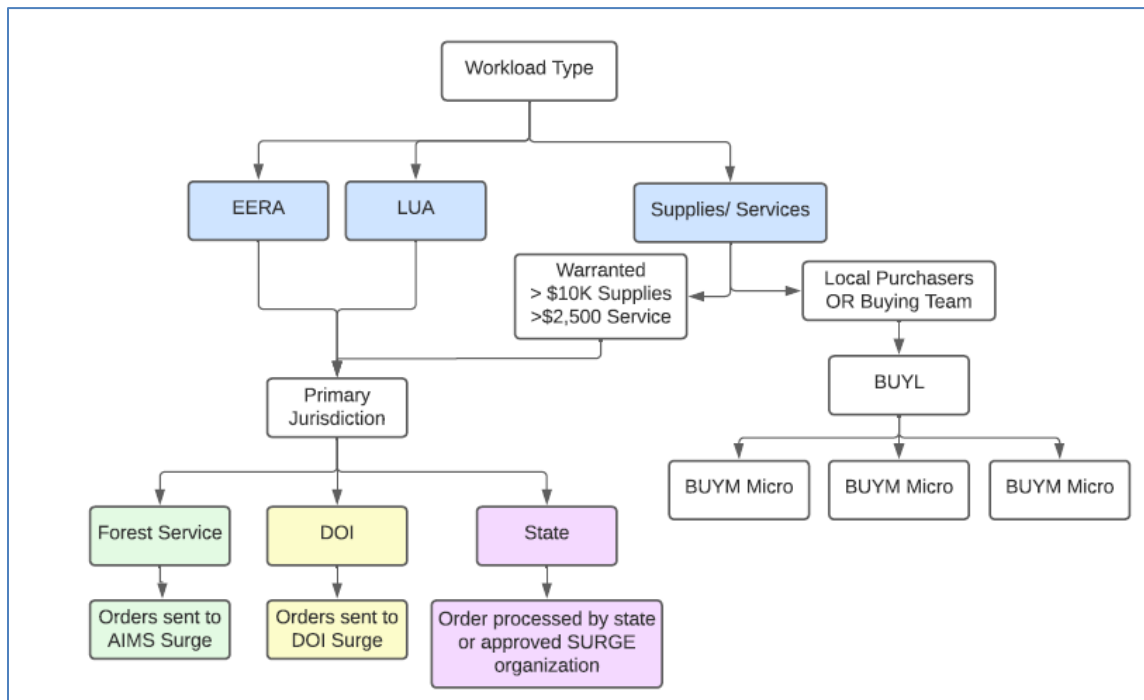 Workload Type
EERA
LUA
Supplies/ Services
Warranted
> $10K Supplies
>$2,500 Service
Local Purchasers
OR Buying Team
BUYL
Primary
Jurisdiction
BUYM Micro
BUYM Micro
BUYM Micro
Forest Service
DOI
State
Orders sent to
AIMS Surge
Orders sent to
DOI Surge
Order processed by state
or approved SURGE
organization